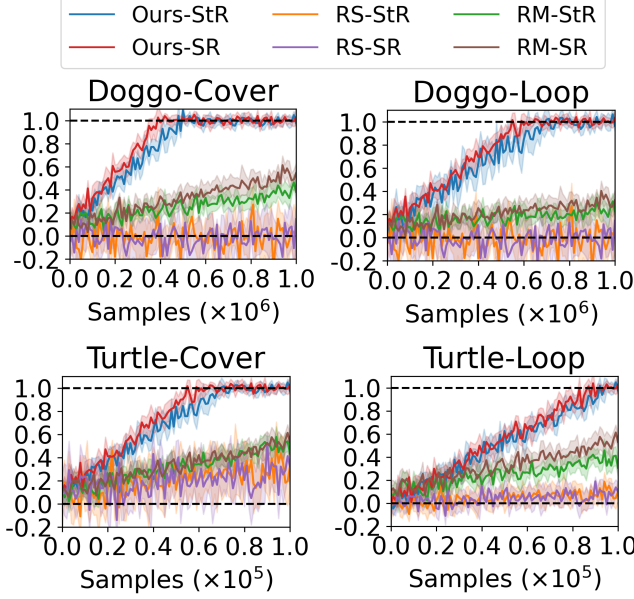 Ours-StR RS-StR RM-StR
Ours-SR RS-SR RM-SR
Doggo-Cover Doggo-Loop
1.0 1.0
0.8 0.8
0.6 0.6
0.4 0.4
0.2 0.2
0.0 0.0
-0.2 -0.2
0.0 0.2 0.4 0.6 0.8 1.0 0.0 0.2 0.4 0.6 0.8 1.0
Samples (×10⁶) Samples (×10⁶)
Turtle-Cover Turtle-Loop
1.0 1.0
0.8 0.8
0.6 0.6
0.4 0.4
0.2 0.2
0.0 0.0
-0.2 -0.2
0.0 0.2 0.4 0.6 0.8 1.0 0.0 0.2 0.4 0.6 0.8 1.0
Samples (×10⁵) Samples (×10⁵)